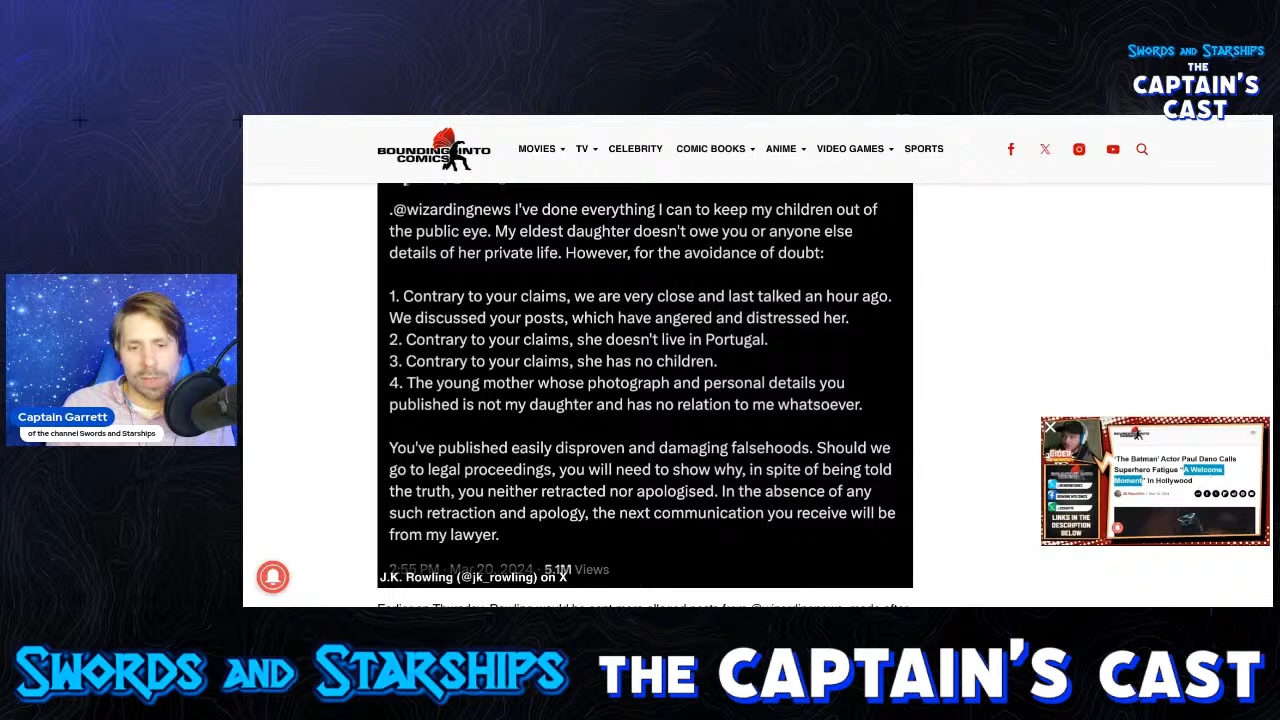 SWORDS AND STARSHIPS
THE
CAPTAIN'S
CAST
BOUNDING INTO
COMICS
MOVIES
TV
CELEBRITY
COMIC BOOKS
ANIME
VIDEO GAMES
SPORTS
.@wizardingnews I've done everything I can to keep my children out of
the public eye. My eldest daughter doesn't owe you or anyone else
details of her private life. However, for the avoidance of doubt:
1. Contrary to your claims, we are very close and last talked an hour ago.
We discussed your posts, which have angered and distressed her.
2. Contrary to your claims, she doesn't live in Portugal.
3. Contrary to your claims, she has no children.
4. The young mother whose photograph and personal details you
published is not my daughter and has no relation to me whatsoever.
You've published easily disproven and damaging falsehoods. Should we
go to legal proceedings, you will need to show why, in spite of being told
the truth, you neither retracted nor apologised. In the absence of any
such retraction and apology, the next communication you receive will be
from my lawyer.
2:55 PM · Mar 20, 2024 · 5.1M Views
J.K. Rowling (@jk_rowling) on X
Captain Garrett
of the channel Swords and Starships
'The Batman' Actor Paul Dano Calls
Superhero Fatigue "A Welcome
Moment" In Hollywood
LINKS IN THE
DESCRIPTION
BELOW
SWORDS AND STARSHIPS THE CAPTAIN'S CAST